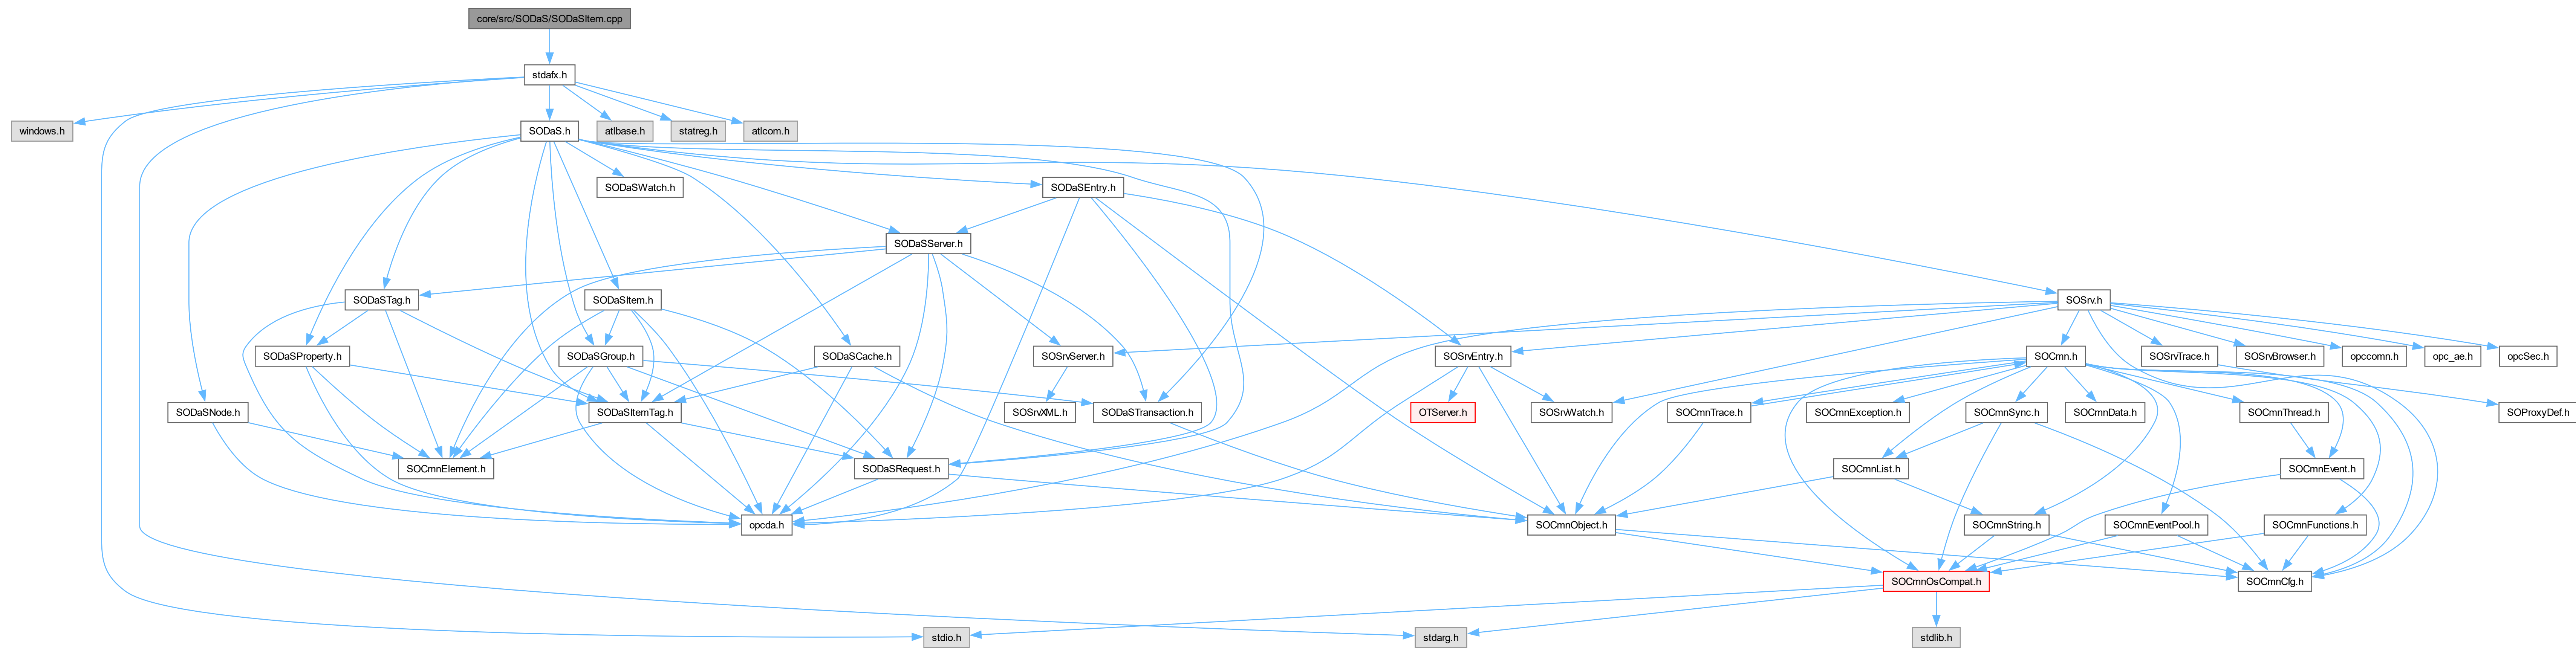 core/src/SODaS/SODaSItem.cpp
stdafx.h
windows.h
SODaS.h
atlbase.h
statreg.h
atlcom.h
SODaSWatch.h
SODaSEntry.h
SODaSServer.h
SODaSTag.h
SODaSItem.h
SOSrv.h
SODaSProperty.h
SODaSGroup.h
SODaSCache.h
SOSrvServer.h
SOSrvEntry.h
SOCmn.h
SOSrvTrace.h
SOSrvBrowser.h
opccomn.h
opc_ae.h
opcSec.h
SODaSNode.h
SODaSItemTag.h
SOSrvXML.h
SODaSTransaction.h
OTServer.h
SOSrvWatch.h
SOCmnTrace.h
SOCmnException.h
SOCmnSync.h
SOCmnData.h
SOCmnThread.h
SOProxyDef.h
SOCmnElement.h
SODaSRequest.h
SOCmnList.h
SOCmnEvent.h
opcda.h
SOCmnObject.h
SOCmnString.h
SOCmnEventPool.h
SOCmnFunctions.h
SOCmnOsCompat.h
SOCmnCfg.h
stdio.h
stdarg.h
stdlib.h